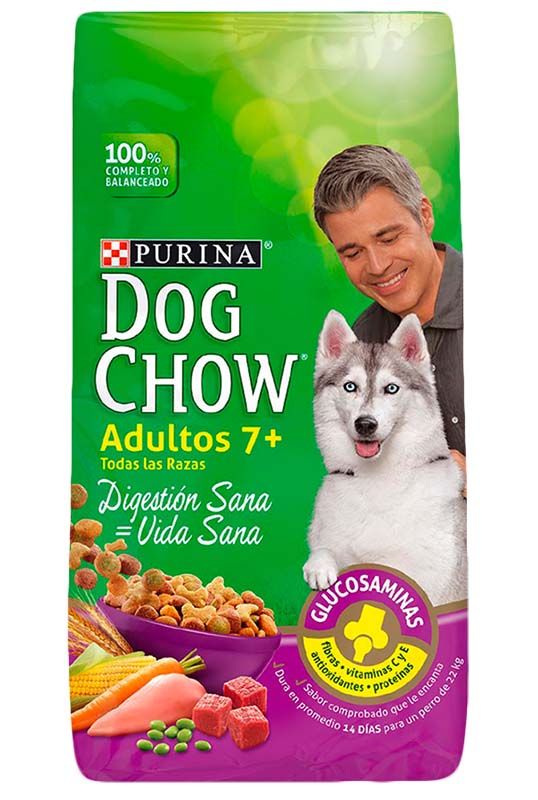 100%
COMPLETO Y
BALANCEADO
PURINA®
DOG
CHOW®
Adultos 7+
Todas las Razas
Digestión Sana
= Vida Sana
GLUCOSAMINAS
fibras • vitaminas C y E
antioxidantes • proteínas
✓ Sabor comprobado que le encanta
✓ Dura en promedio 14 DÍAS para un perro de 22 kg